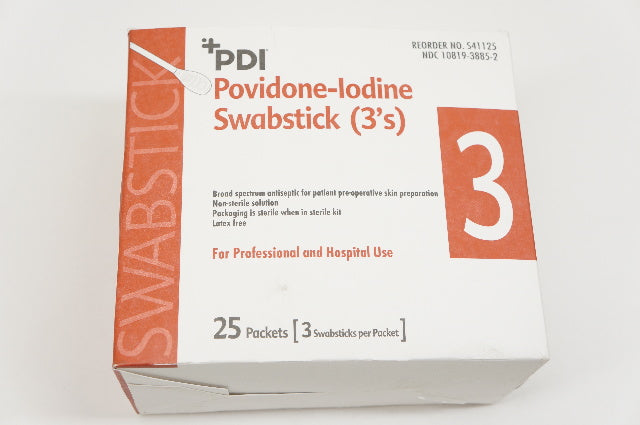 SWABSTICK
PDI
REORDER NO: S41125
NDC 10819-3885-2
Povidone-Iodine
Swabstick (3's)
3
Broad spectrum antiseptic for patient pre-operative skin preparation
Non-sterile solution
Packaging is sterile when in sterile kit
Latex free
For Professional and Hospital Use
25 Packets [3 Swabsticks per Packet]